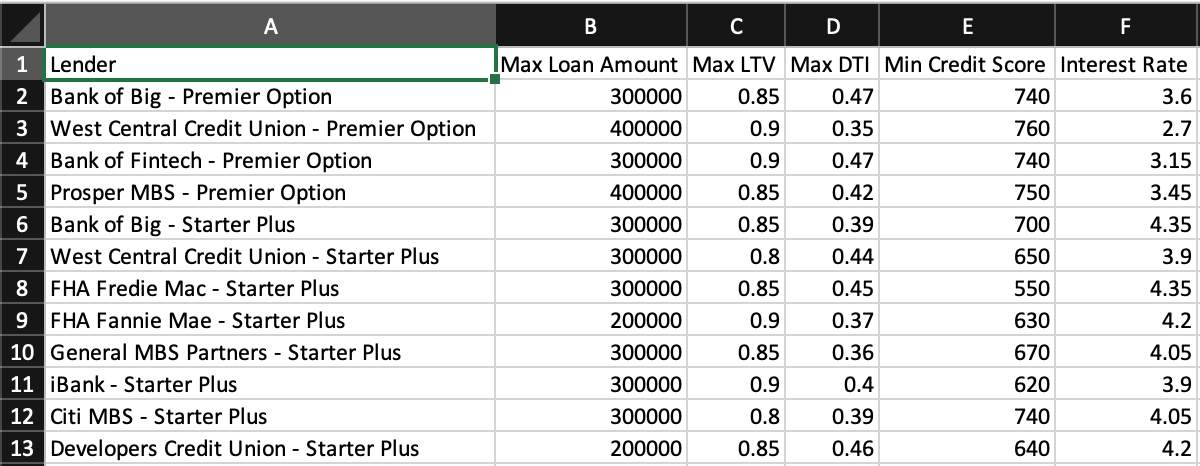 A B C D E F
1 Lender Max Loan Amount Max LTV Max DTI Min Credit Score Interest Rate
2 Bank of Big - Premier Option 300000 0.85 0.47 740 3.6
3 West Central Credit Union - Premier Option 400000 0.9 0.35 760 2.7
4 Bank of Fintech - Premier Option 300000 0.9 0.47 740 3.15
5 Prosper MBS - Premier Option 400000 0.85 0.42 750 3.45
6 Bank of Big - Starter Plus 300000 0.85 0.39 700 4.35
7 West Central Credit Union - Starter Plus 300000 0.8 0.44 650 3.9
8 FHA Fredie Mac - Starter Plus 300000 0.85 0.45 550 4.35
9 FHA Fannie Mae - Starter Plus 200000 0.9 0.37 630 4.2
10 General MBS Partners - Starter Plus 300000 0.85 0.36 670 4.05
11 iBank - Starter Plus 300000 0.9 0.4 620 3.9
12 Citi MBS - Starter Plus 300000 0.8 0.39 740 4.05
13 Developers Credit Union - Starter Plus 200000 0.85 0.46 640 4.2